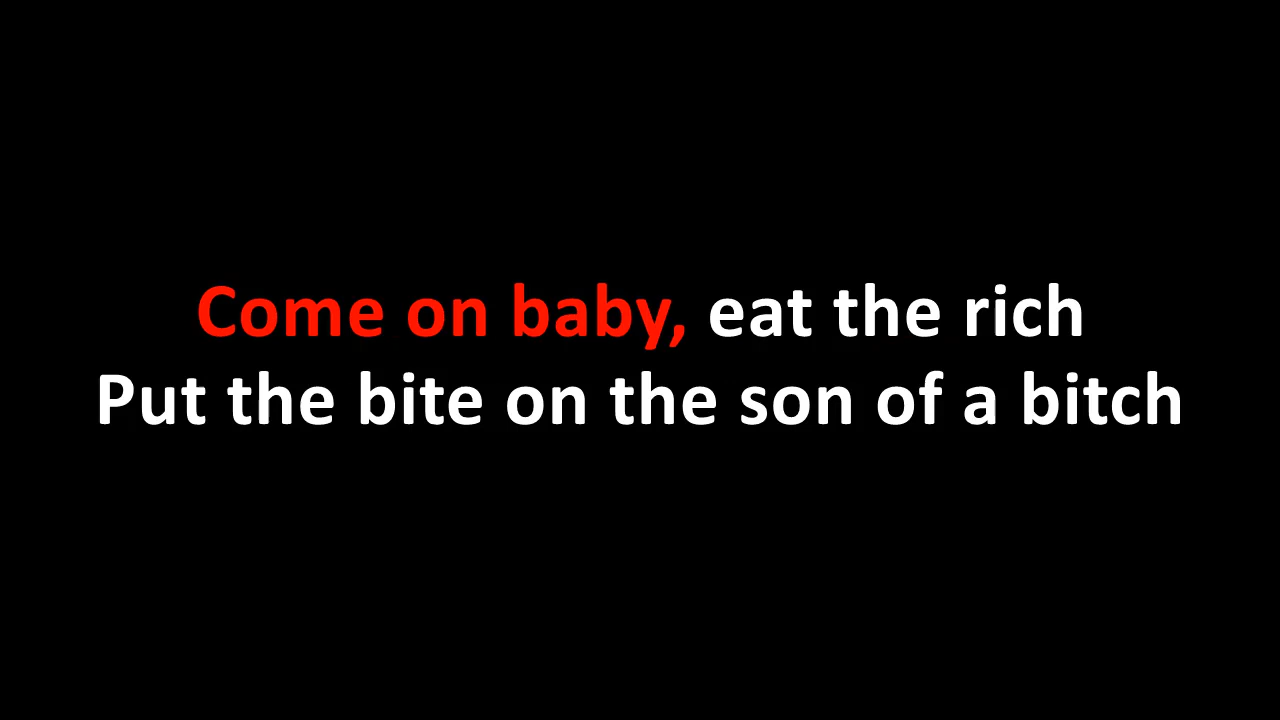 Come on baby, eat the rich
Put the bite on the son of a bitch